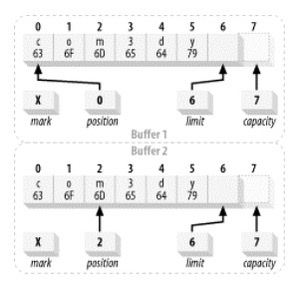 0 1 2 3 4 5 6 7
c o m 3 d y
63 6F 6D 65 64 79
X 0 6 7
mark position limit capacity
Buffer 1
Buffer 2
0 1 2 3 4 5 6 7
c o m 3 d y
63 6F 6D 65 64 79
X 2 6 7
mark position limit capacity